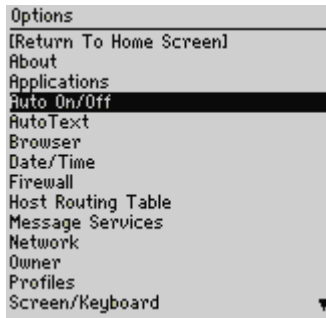 Options
[Return To Home Screen]
About
Applications
Auto On/Off
AutoText
Browser
Date/Time
Firewall
Host Routing Table
Message Services
Network
Owner
Profiles
Screen/Keyboard